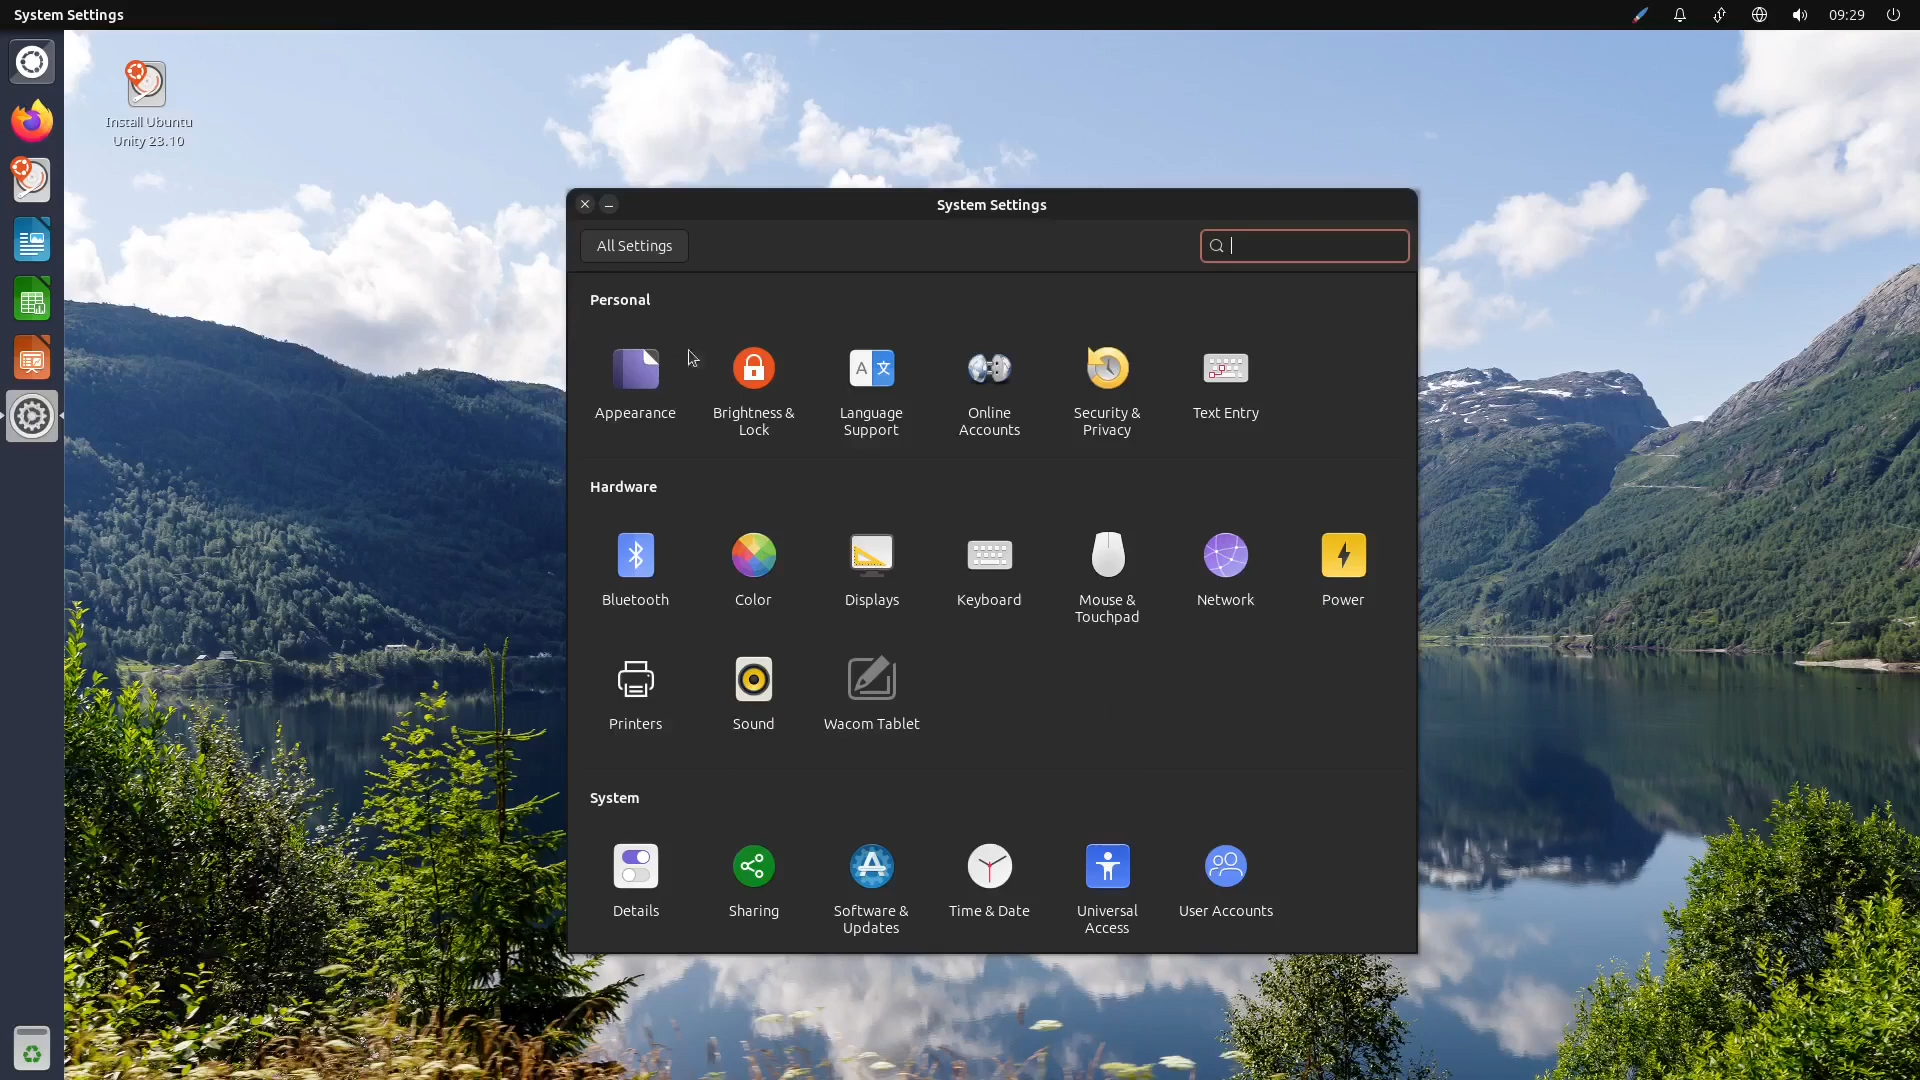 System Settings
09:29
Install Ubuntu
Unity 23.10
System Settings
All Settings
Personal
Appearance
Brightness &
Lock
Language
Support
Online
Accounts
Security &
Privacy
Text Entry
Hardware
Bluetooth
Color
Displays
Keyboard
Mouse &
Touchpad
Network
Power
Printers
Sound
Wacom Tablet
System
Details
Sharing
Software &
Updates
Time & Date
Universal
Access
User Accounts